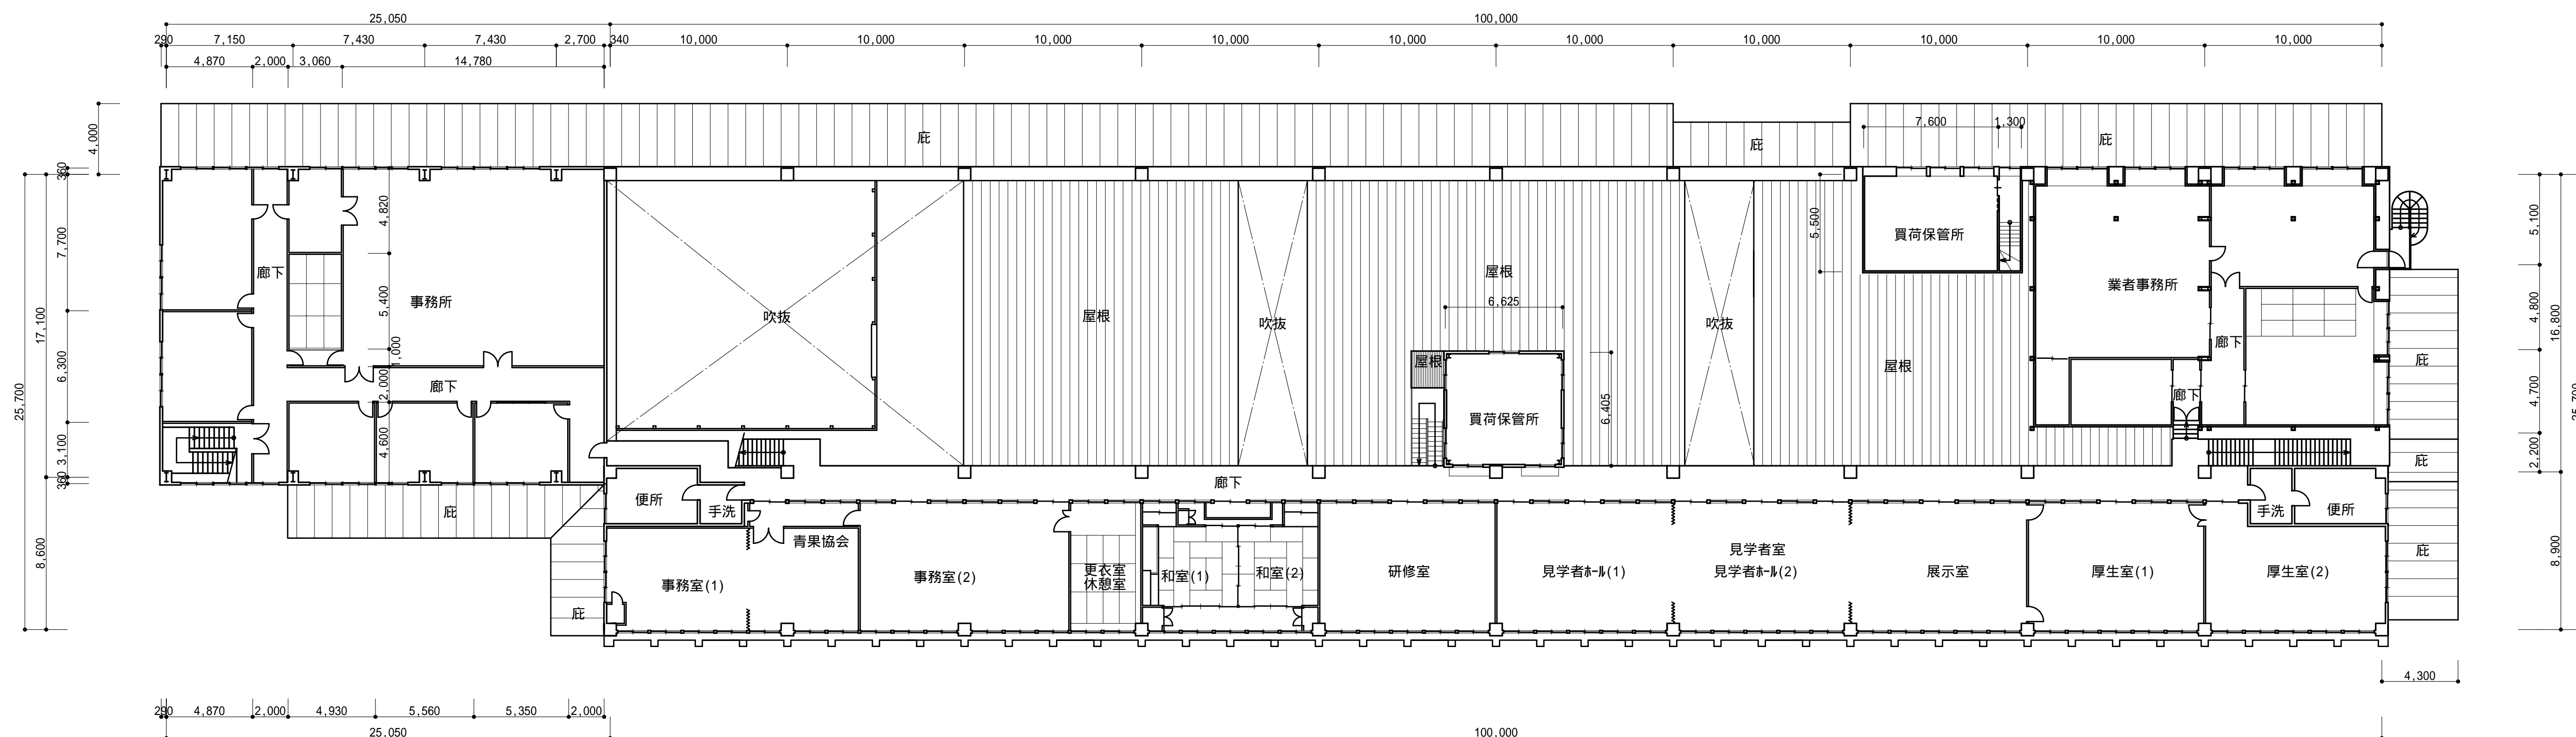 25,050
100,000
290
7,150
7,430
7,430
2,700
340
10,000
10,000
10,000
10,000
10,000
10,000
10,000
10,000
10,000
10,000
4,870
2,000
3,060
14,780
4,000
庇
庇
7,600
1,300
庇
360
360
4,820
5,500
5,100
買荷保管所
7,700
廊下
屋根
業者事務所
5,400
事務所
6,625
吹抜
屋根
吹抜
吹抜
4,800
16,800
17,100
廊下
1,000
屋根
庇
屋根
6,300
2,000
廊下
廊下
4,700
25,700
6,405
買荷保管所
4,600
3,100
2,200
庇
360
廊下
便所
手洗
庇
手洗
便所
青果協会
見学者室
庇
8,600
8,900
事務室(1)
事務室(2)
更衣室
休憩室
和室(1)
和室(2)
研修室
見学者ホール(1)
見学者ホール(2)
展示室
厚生室(1)
厚生室(2)
庇
4,300
290
4,870
2,000
4,930
5,560
5,350
2,000
25,050
100,000